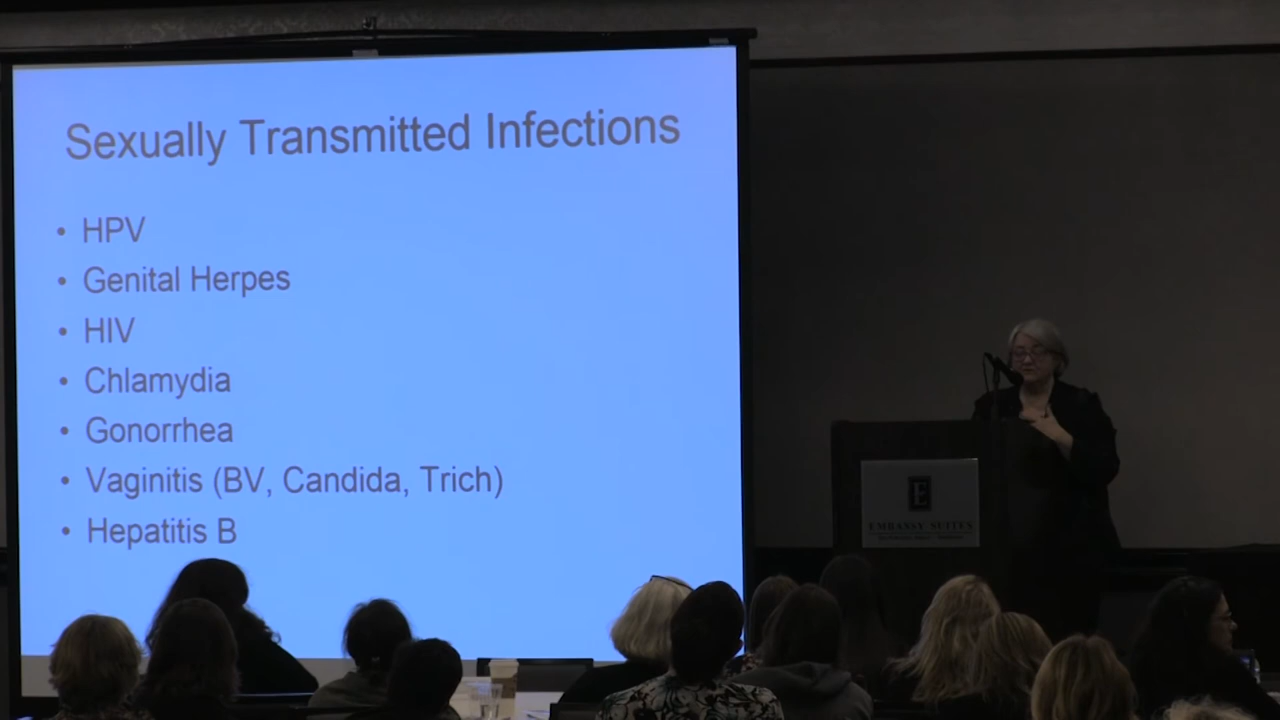 Sexually Transmitted Infections
• HPV
• Genital Herpes
• HIV
• Chlamydia
• Gonorrhea
• Vaginitis (BV, Candida, Trich)
• Hepatitis B
E
EMBASSY SUITES